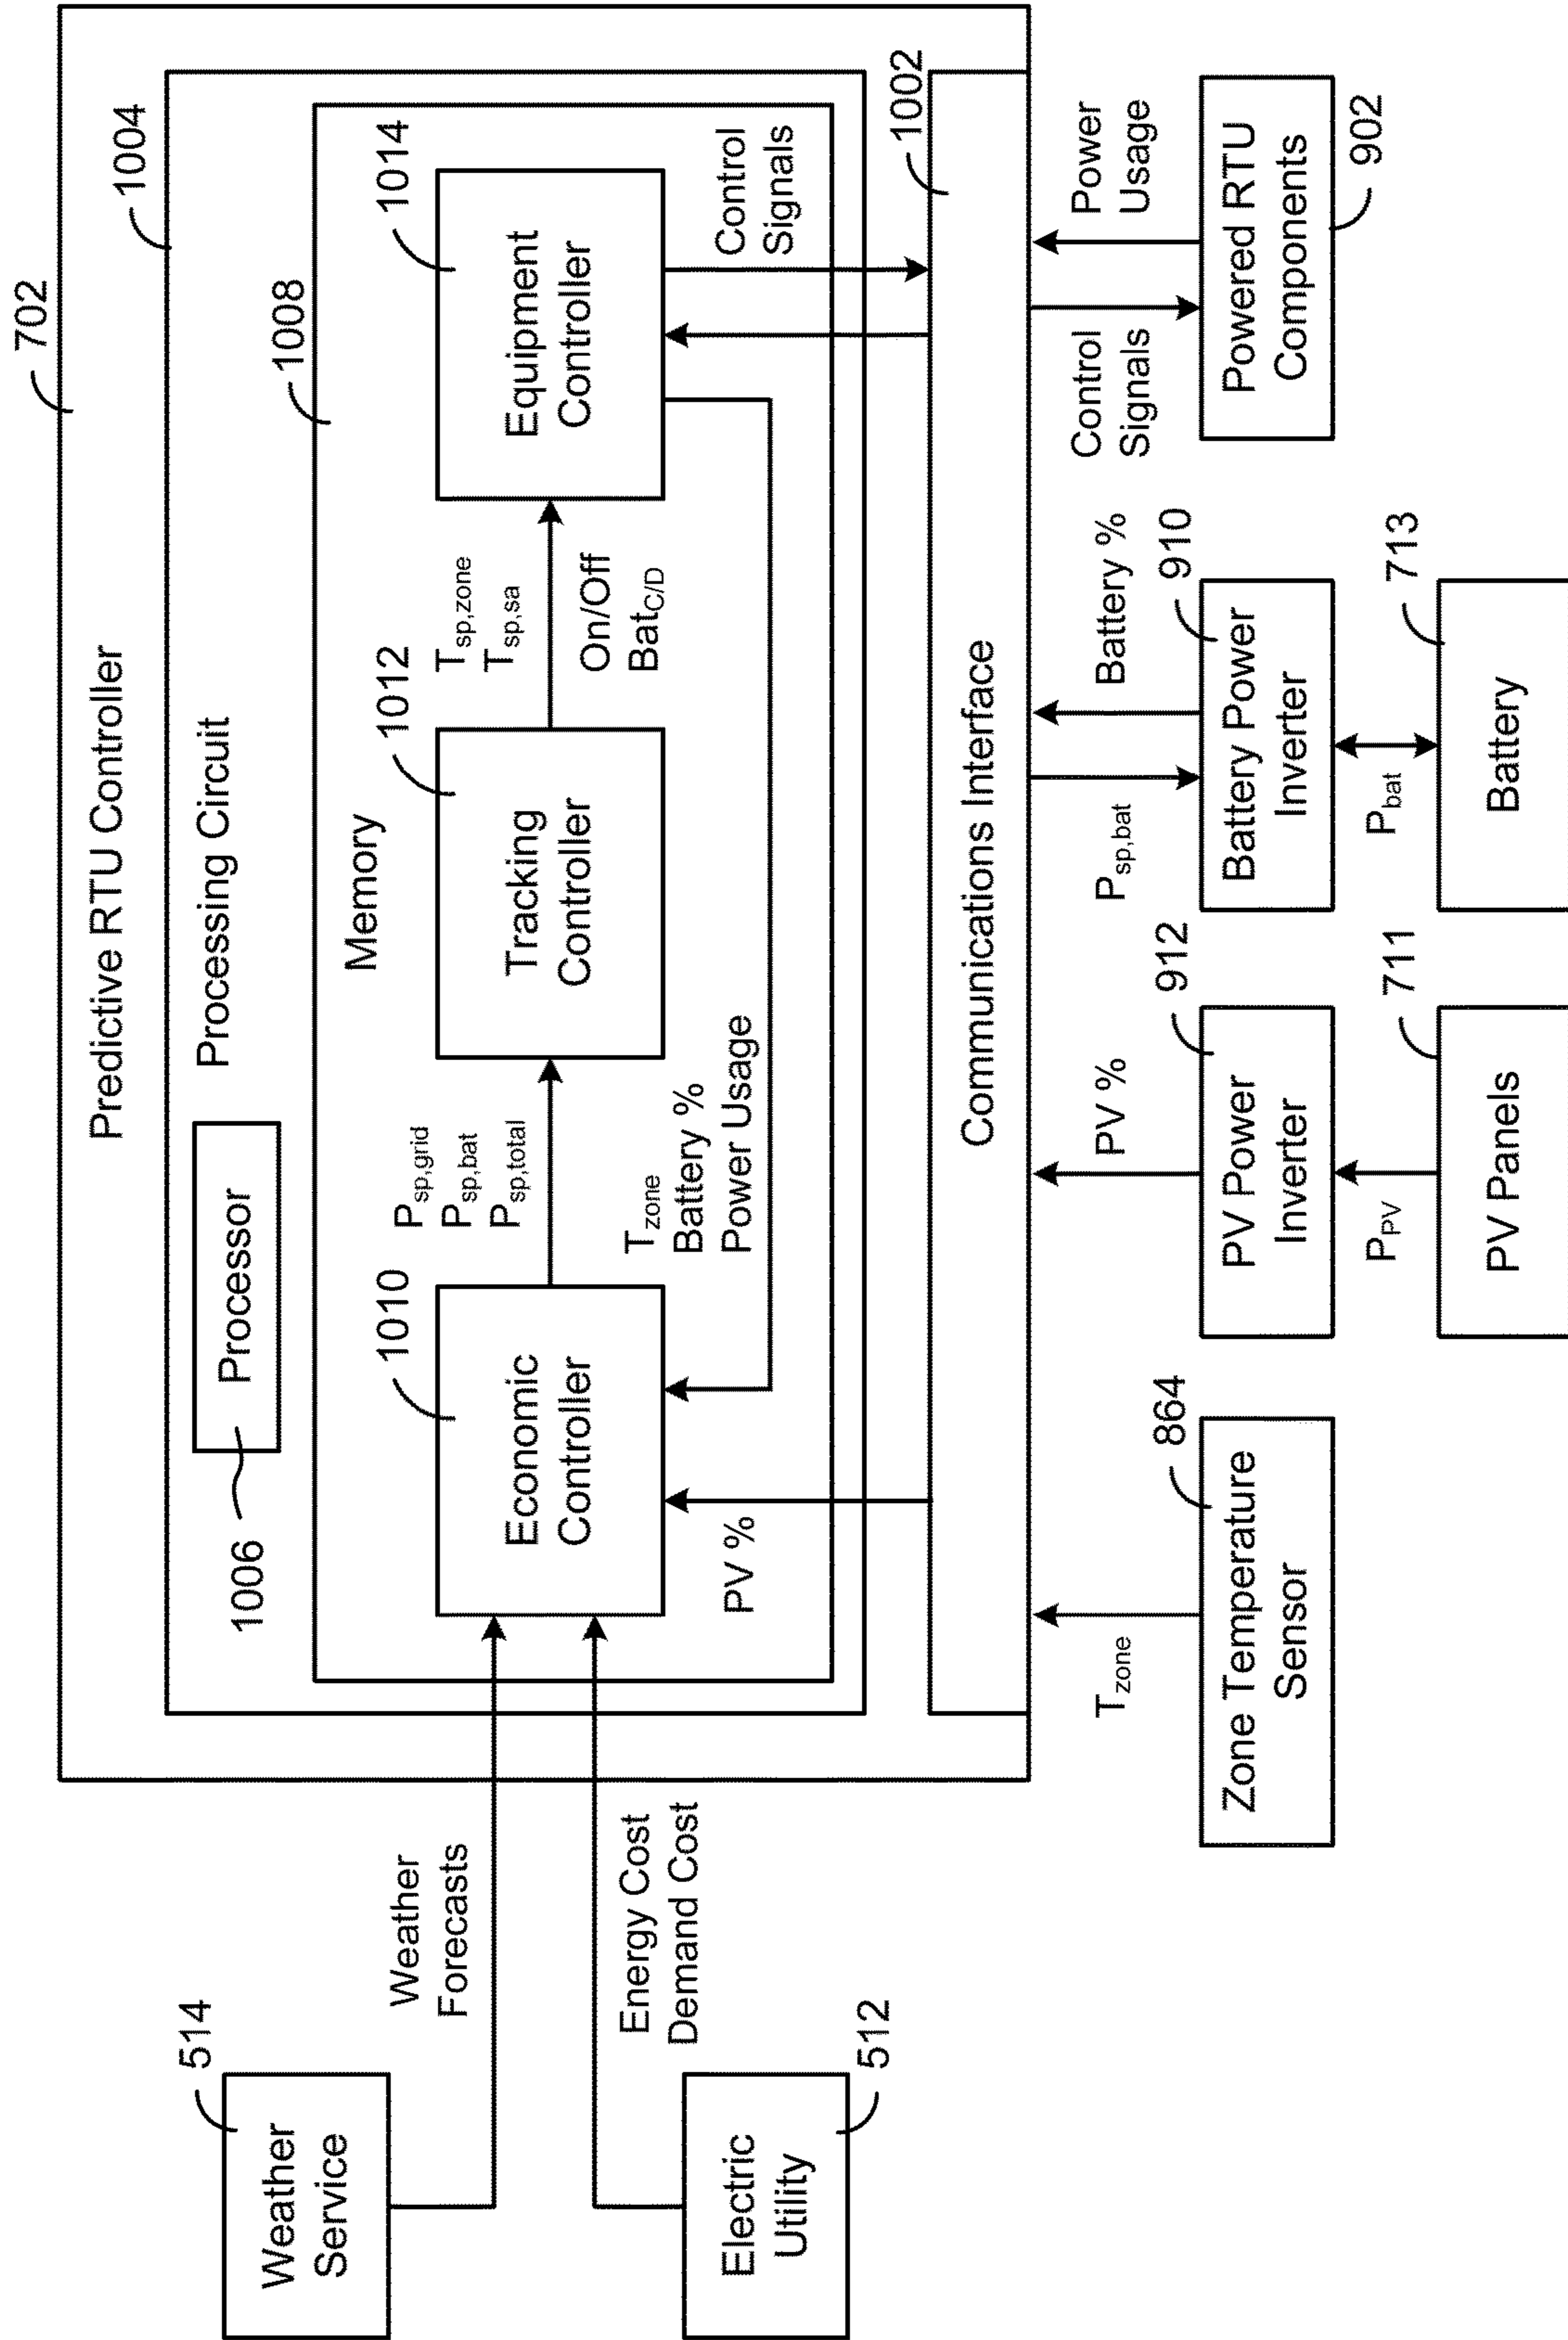 702
Predictive RTU Controller
1004
Processing Circuit
Processor
1006
1008
Memory
514
Weather
Service
Weather
Forecasts
Electric
Utility
512
Energy Cost
Demand Cost
1010
Economic
Controller
P_sp,grid
P_sp,bat
P_sp,total
1012
Tracking
Controller
T_sp,zone
T_sp,sa
On/Off
Bat_C/D
1014
Equipment
Controller
T_zone
Battery %
Power Usage
PV %
Control
Signals
1002
Communications Interface
T_zone
PV %
P_sp,bat
Battery %
Control
Signals
Power
Usage
864
Zone Temperature
Sensor
912
PV Power
Inverter
910
Battery Power
Inverter
Powered RTU
Components
902
P_PV
P_bat
711
PV Panels
713
Battery